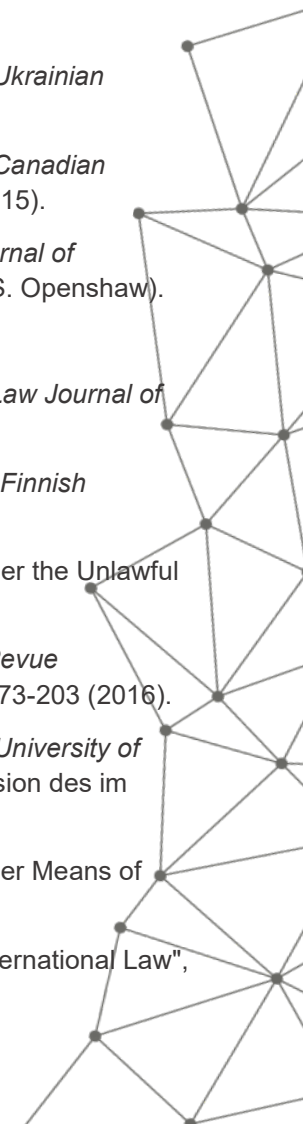 Ukrainian
Canadian
15).
rnal of
S. Openshaw).
Law Journal of
Finnish
er the Unlawful
Revue
73-203 (2016).
University of
sion des im
er Means of
ernational Law",